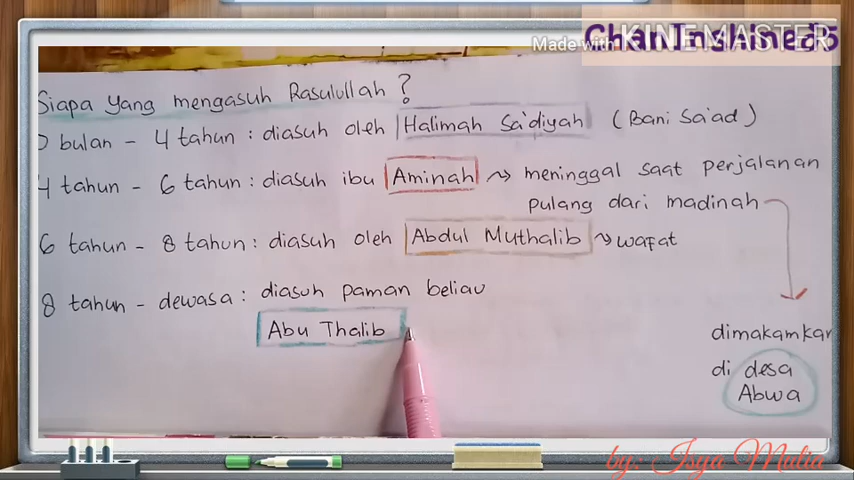 Made with KINEMASTER
ChanInshined5
Siapa yang mengasuh Rasulullah?
0 bulan - 4 tahun : diasuh oleh Halimah Sa'diyah (Bani Sa'ad)
4 tahun - 6 tahun : diasuh ibu Aminah → meninggal saat perjalanan
pulang dari madinah
6 tahun - 8 tahun : diasuh oleh Abdul Muthalib → wafat
8 tahun - dewasa : diasuh paman beliau
Abu Thalib
dimakamkan
di desa
Abwa
by: Isya Mulia